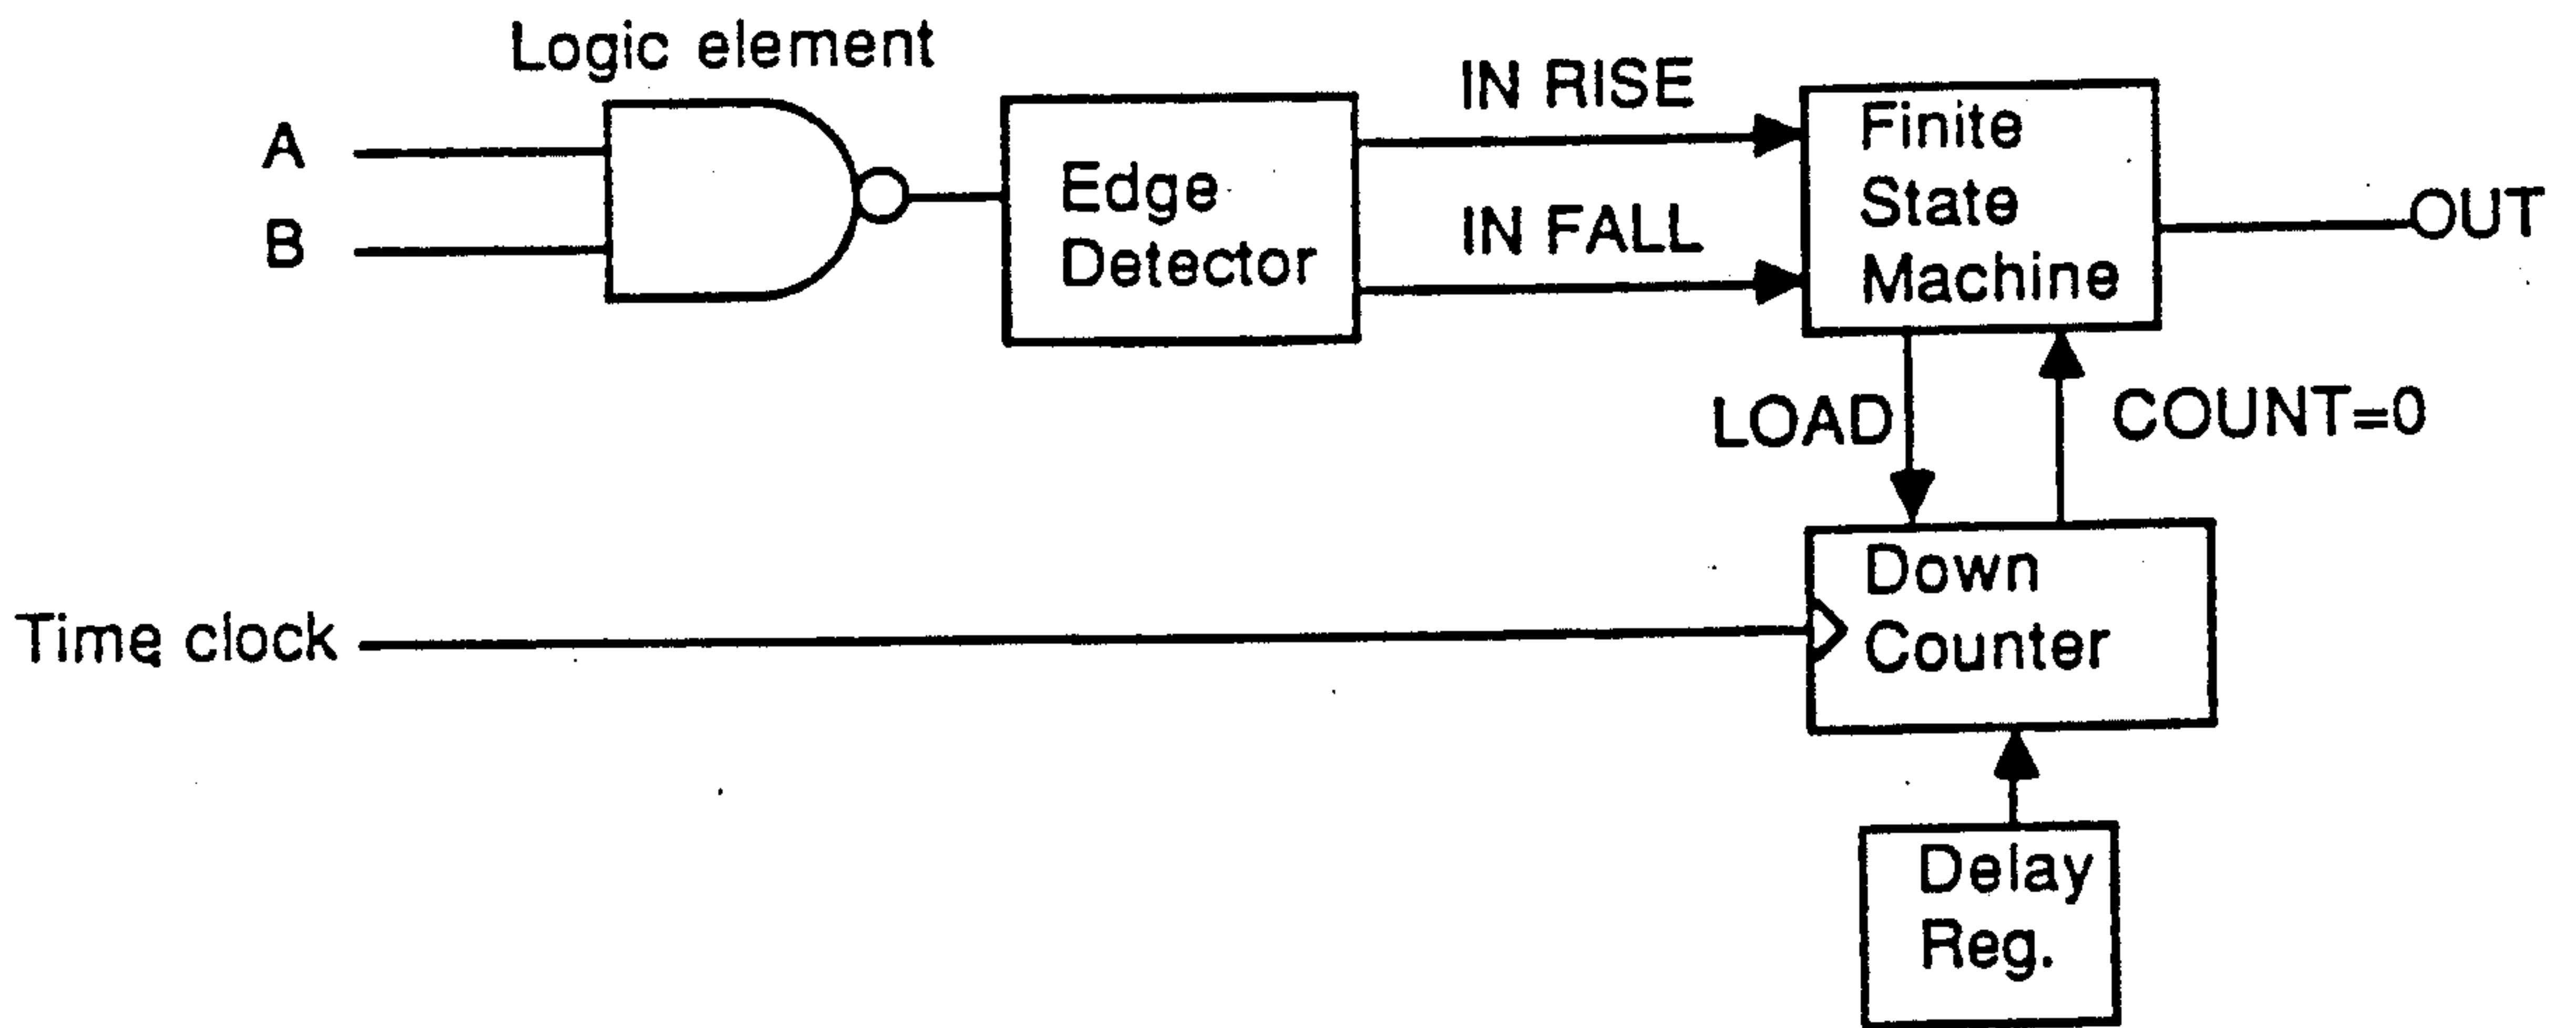 Logic element
A
B
Edge
Detector
IN RISE
IN FALL
Finite
State
Machine
OUT
LOAD
COUNT=0
Time clock
Down
Counter
Delay
Reg.